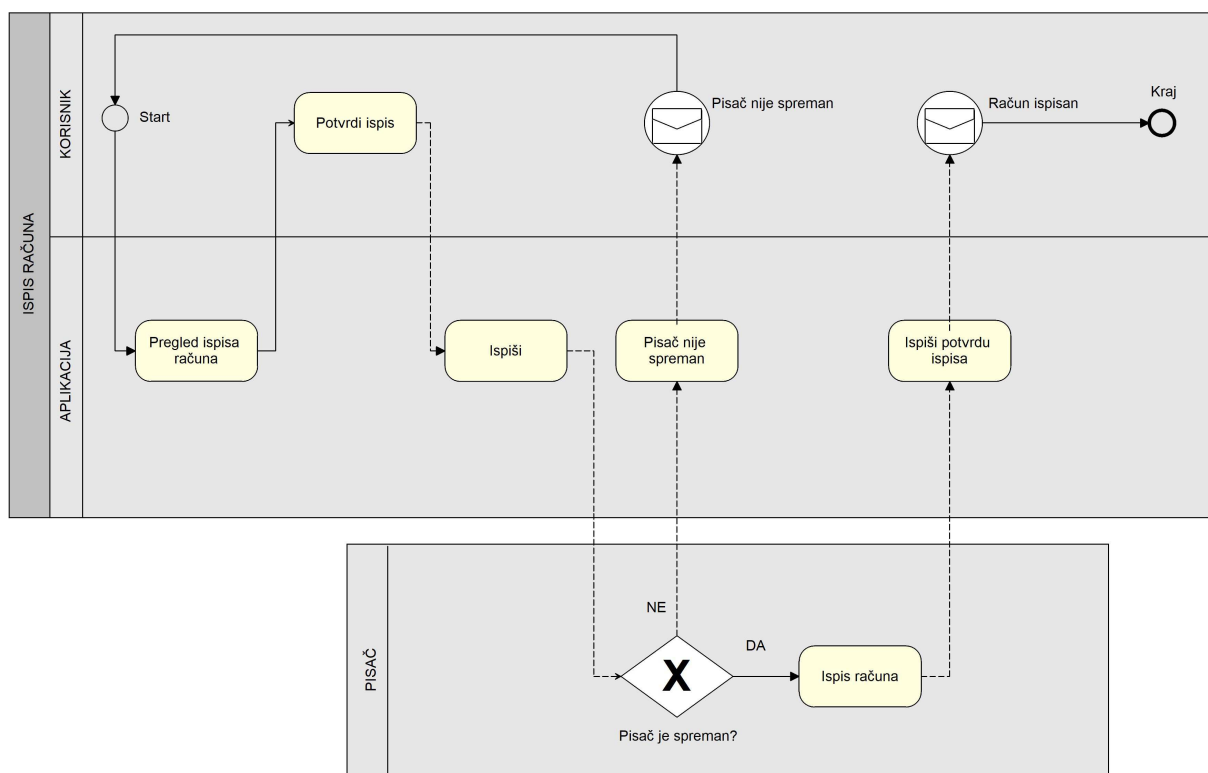 ISPIS RAČUNA
KORISNIK
Start
Potvrdi ispis
Pisač nije spreman
Račun ispisan
Kraj
APLIKACIJA
Pregled ispisa
računa
Ispiši
Pisač nije
spreman
Ispiši potvrdu
ispisa
PISAČ
NE
DA
X
Ispis računa
Pisač je spreman?